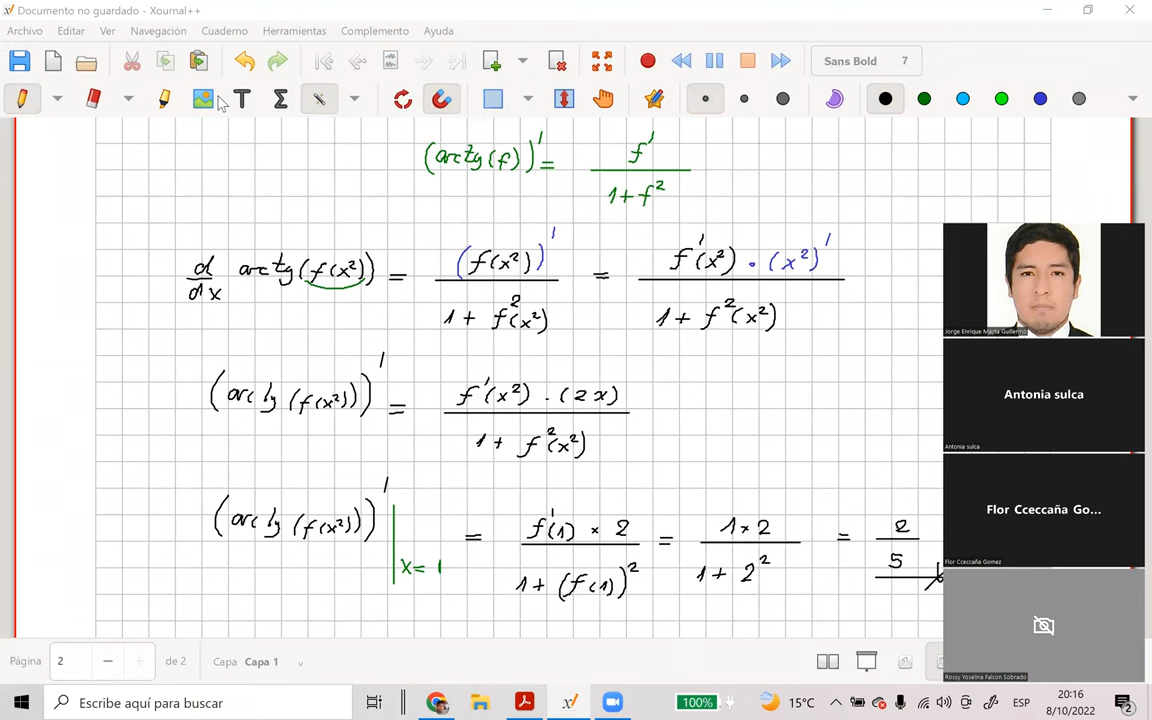 Documento no guardado - Xournal++
Archivo Editar Ver Navegación Cuaderno Herramientas Complemento Ayuda
Sans Bold 7
(arctg(f))' = f' / 1+f²
d/dx arctg(f(x²)) = (f(x²))' / 1+ f²(x²) = f'(x²) · (x²)' / 1+ f²(x²)
(arctg (f(x²)))' = f'(x²) · (2x) / 1+ f²(x²)
(arctg (f(x²)))' | x=1 = f'(1) × 2 / 1+(f(1))² = 1×2 / 1+ 2² = 2/5
Jorge Enrique Mayta Guillermo
Antonia sulca
Antonia sulca
Flor Cceccaña Go...
Flor Cceccaña Gomez
Rossy Yoselina Falcon Sobrado
Página 2 de 2 Capa Capa 1
Escribe aquí para buscar
100%
15°C
ESP
20:16
8/10/2022
2